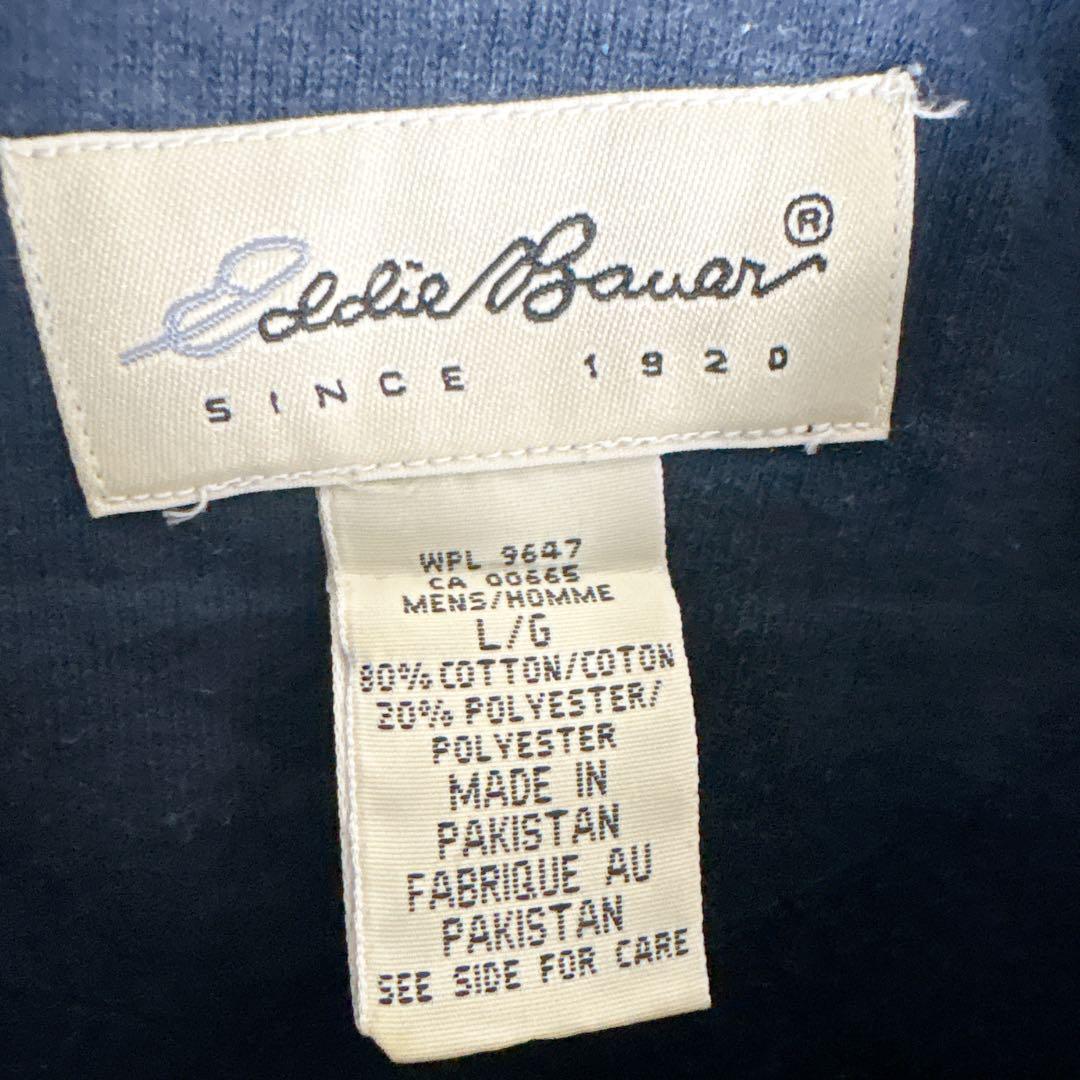 Eddie Bauer®
SINCE 1920
WPL 9647
CA 00665
MENS/HOMME
L/G
80% COTTON/COTON
20% POLYESTER/
POLYESTER
MADE IN
PAKISTAN
FABRIQUE AU
PAKISTAN
SEE SIDE FOR CARE